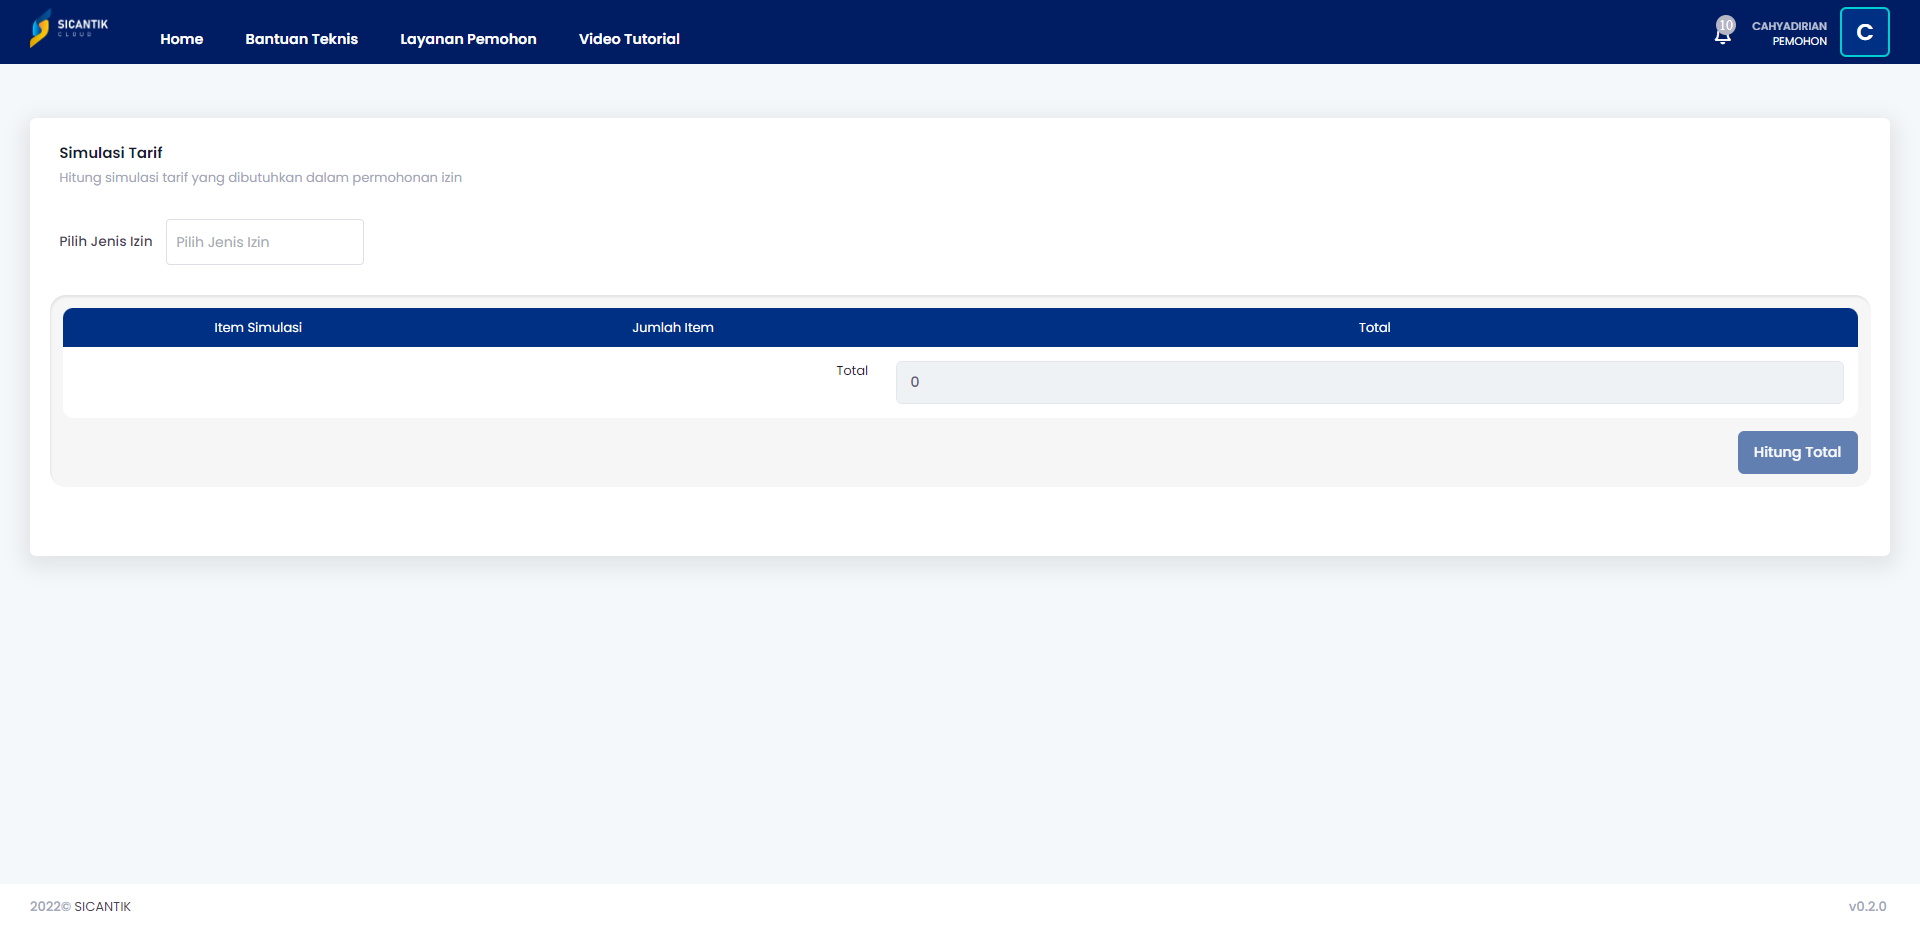 SICANTIK
CLOUD
Home
Bantuan Teknis
Layanan Pemohon
Video Tutorial
10
CAHYADIRIAN
PEMOHON
C
Simulasi Tarif
Hitung simulasi tarif yang dibutuhkan dalam permohonan izin
Pilih Jenis Izin
Pilih Jenis Izin
Item Simulasi
Jumlah Item
Total
Total
0
Hitung Total
2022© SICANTIK
v0.2.0